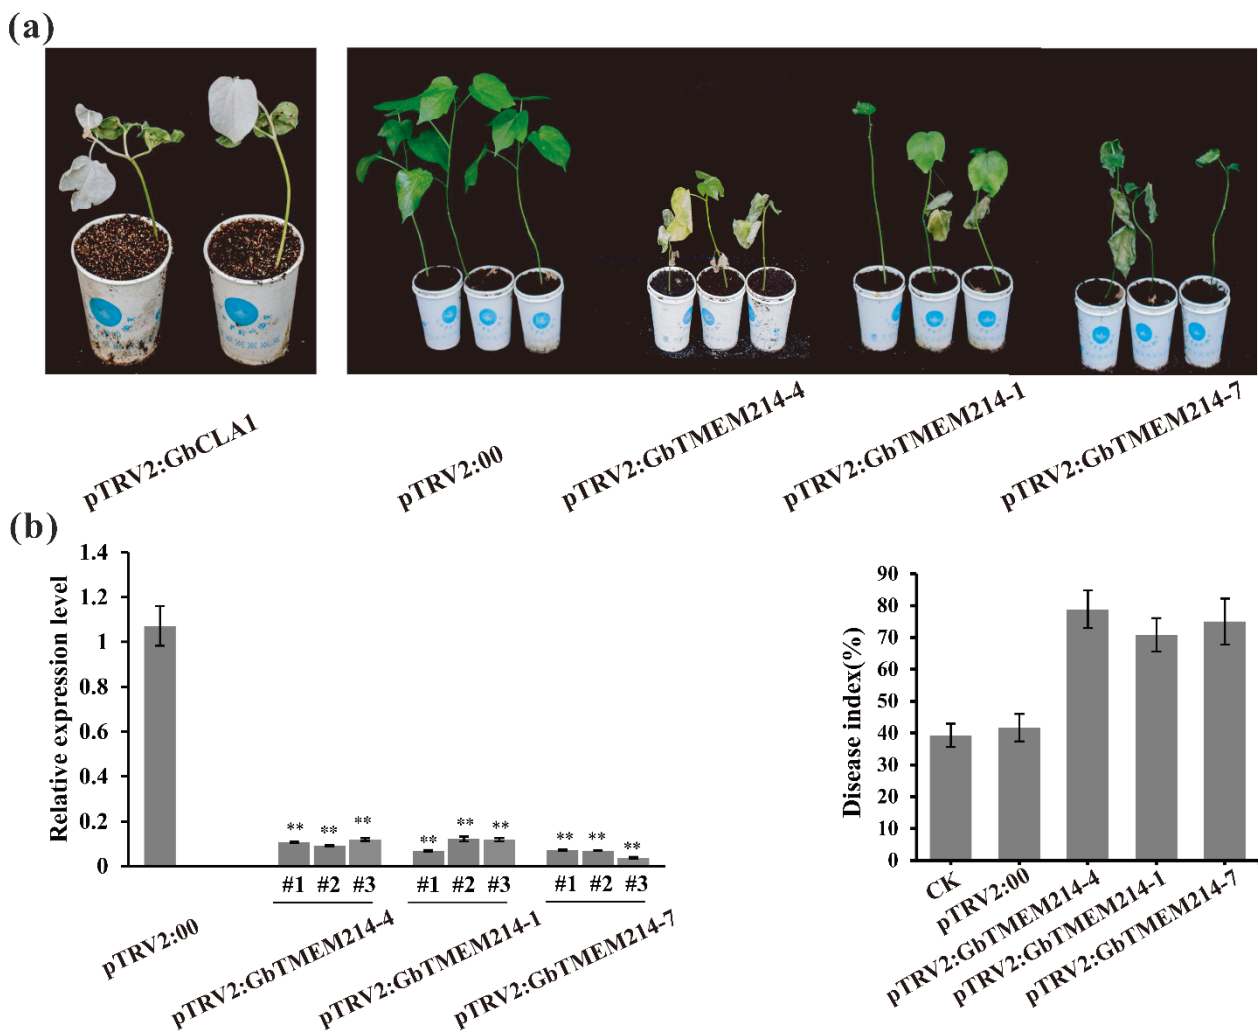 (a)
pTRV2:GbCLA1
pTRV2:00
pTRV2:GbTMEM214-4
pTRV2:GbTMEM214-1
pTRV2:GbTMEM214-7
(b)
Relative expression level
1.4
1.2
1
0.8
0.6
0.4
0.2
0
** ** ** ** ** ** ** ** **
#1 #2 #3 #1 #2 #3 #1 #2 #3
pTRV2:00
pTRV2:GbTMEM214-4
pTRV2:GbTMEM214-1
pTRV2:GbTMEM214-7
Disease index(%)
90
80
70
60
50
40
30
20
10
0
CK
pTRV2:00
pTRV2:GbTMEM214-4
pTRV2:GbTMEM214-1
pTRV2:GbTMEM214-7